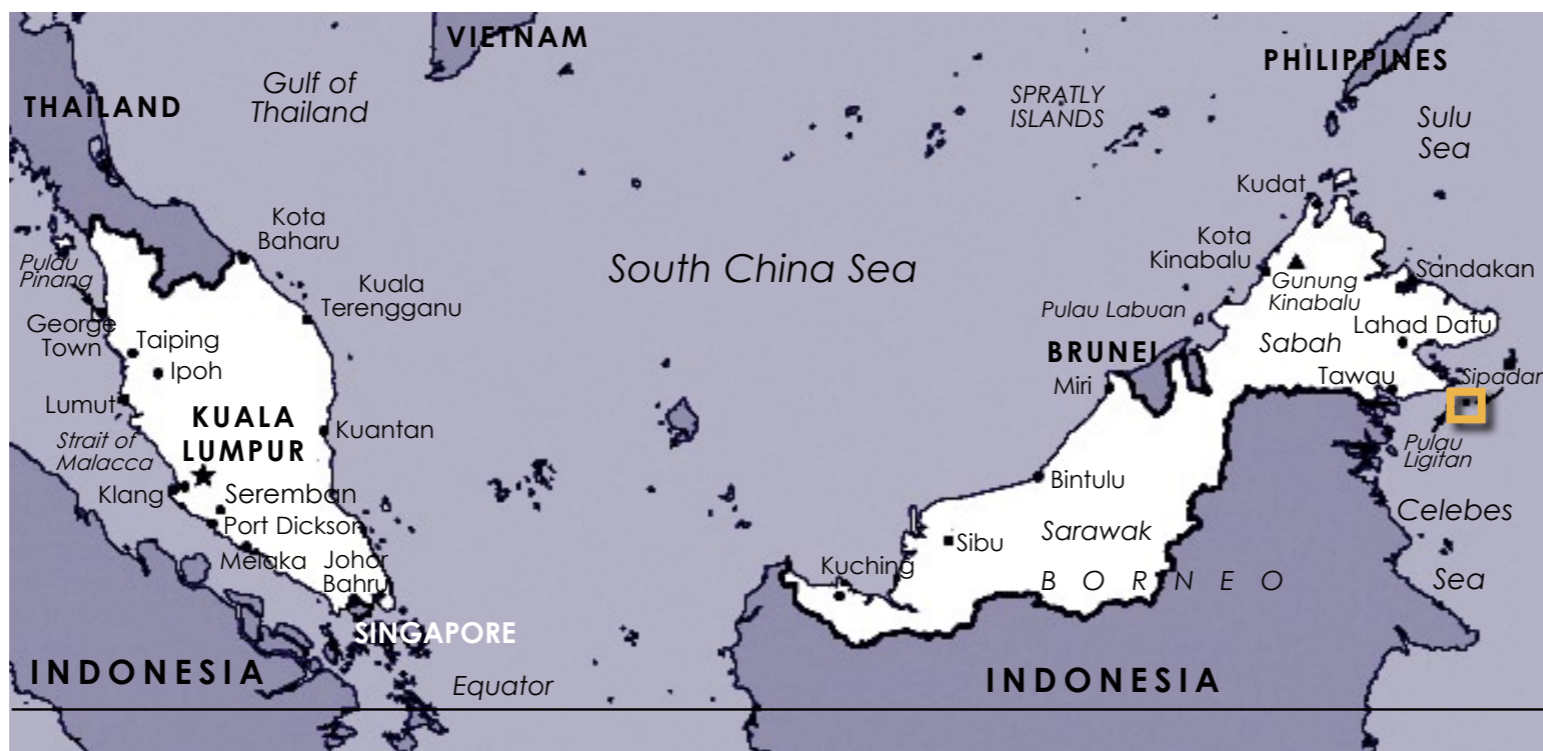 VIETNAM
PHILIPPINES
Gulf of
Thailand
THAILAND
SPRATLY
ISLANDS
Sulu
Sea
Kudat
Kota
Baharu
Kota
Kinabalu
South China Sea
Pulau
Pinang
Kuala
Terengganu
Gunung
Kinabalu
Sandakan
Pulau Labuan
George
Town
Taiping
Lahad Datu
Sabah
BRUNEI
Ipoh
Miri
Tawau
Sipadan
Lumut
KUALA
LUMPUR
Kuantan
Strait of
Malacca
Pulau
Ligitan
Klang
Seremban
Bintulu
Port Dickson
Celebes
Sea
Sarawak
Sibu
Melaka
Johor
Bahru
Kuching
BORNEO
SINGAPORE
INDONESIA
Equator
INDONESIA